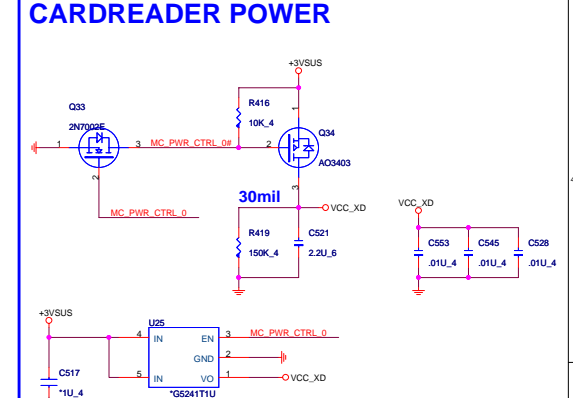 CARDREADER POWER
+3VSUS
Q33
2N7002E
R416
10K_4
1
1
3
MC_PWR_CTRL_0#
2
Q34
AO3403
2
3
MC_PWR_CTRL_0
30mil
VCC_XD
VCC_XD
R419
150K_4
C521
2.2U_6
C553
.01U_4
C545
.01U_4
C528
.01U_4
4
+3VSUS
U25
4
IN
EN
3
MC_PWR_CTRL_0
GND
2
5
IN
VO
1
VCC_XD
C517
*1U_4
*G5241T1U